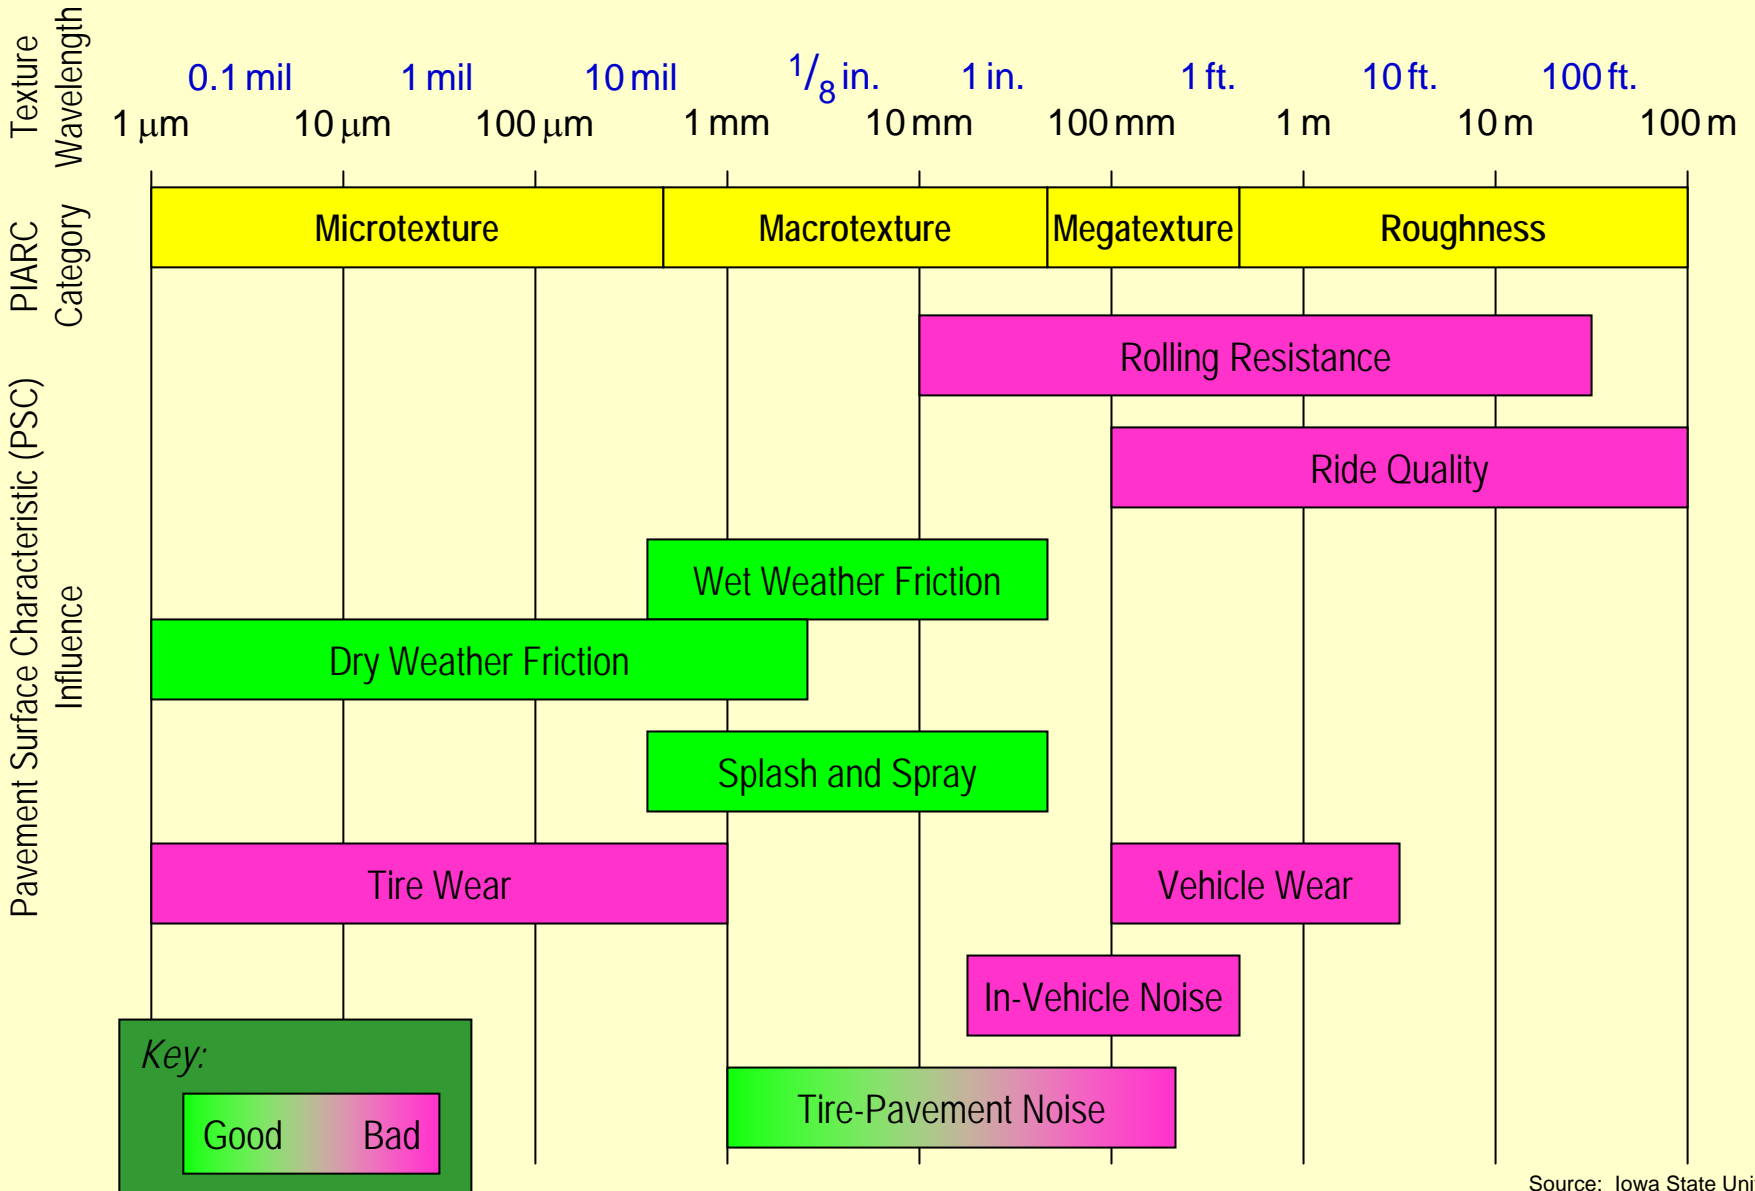 Texture
Wavelength
0.1 mil 1 mil 10 mil 1/8 in. 1 in. 1 ft. 10 ft. 100 ft.
1 μm 10 μm 100 μm 1 mm 10 mm 100 mm 1 m 10 m 100 m
PIARC
Category
Microtexture Macrotexture Megatexture Roughness
Pavement Surface Characteristic (PSC)
Influence
Rolling Resistance
Ride Quality
Wet Weather Friction
Dry Weather Friction
Splash and Spray
Tire Wear Vehicle Wear
In-Vehicle Noise
Tire-Pavement Noise
Key:
Good Bad
Source: Iowa State Uni